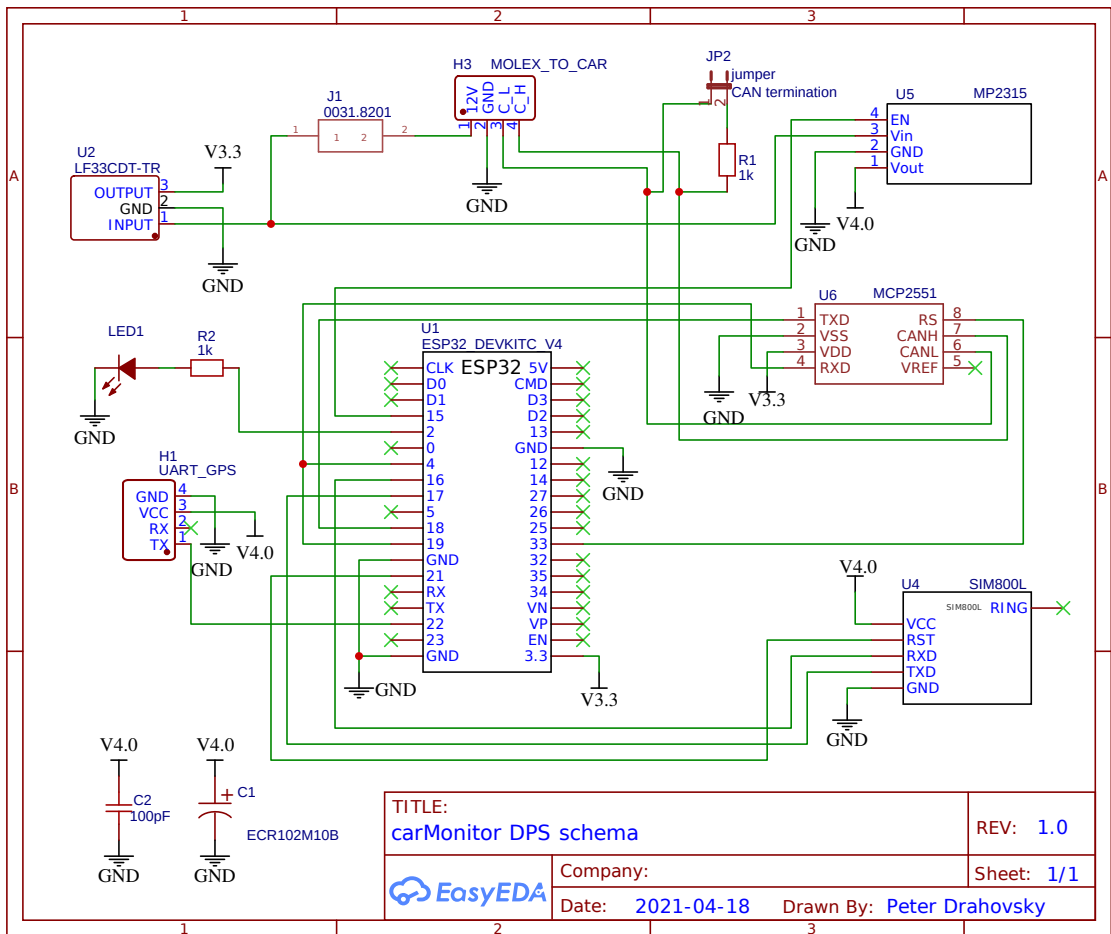 1
2
3
A
B
H3 MOLEX_TO_CAR
12V
GND
C_L
C_H
1
2
3
4
J1
0031.8201
1
1 2
2
JP2
jumper
CAN termination
1
2
R1
1k
U5 MP2315
4 EN
3 Vin
2 GND
1 Vout
GND
V4.0
U2
LF33CDT-TR
OUTPUT 3
GND 2
INPUT 1
V3.3
GND
GND
U6 MCP2551
1 TXD RS 8
2 VSS CANH 7
3 VDD CANL 6
4 RXD VREF 5
GND
V3.3
LED1
R2
1k
GND
U1
ESP32_DEVKITC_V4
ESP32
CLK 5V
D0 CMD
D1 D3
15 D2
2 13
0 GND
4 12
16 14
17 27
5 26
18 25
19 33
GND 32
21 35
RX 34
TX VN
22 VP
23 EN
GND 3.3
GND
GND
V3.3
H1
UART_GPS
GND 4
VCC 3
RX 2
TX 1
GND
V4.0
V4.0
U4 SIM800L
SIM800L RING
VCC
RST
RXD
TXD
GND
GND
V4.0
C2
100pF
GND
V4.0
+ C1
ECR102M10B
GND
TITLE:
carMonitor DPS schema
REV: 1.0
EasyEDA
Company:
Sheet: 1/1
Date: 2021-04-18 Drawn By: Peter Drahovsky
A
B
1
2
3